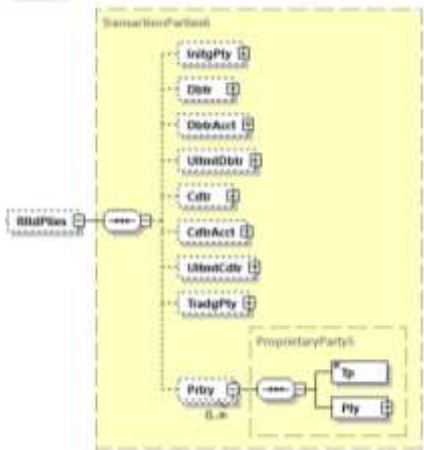 TransactionParties6
InitgPty
Dbtr
DbtrAcct
UltmtDbtr
Cdtr
RltdPties
CdtrAcct
UltmtCdtr
TradgPty
ProprietaryParty5
Tp
Prtry
0..∞
Pty